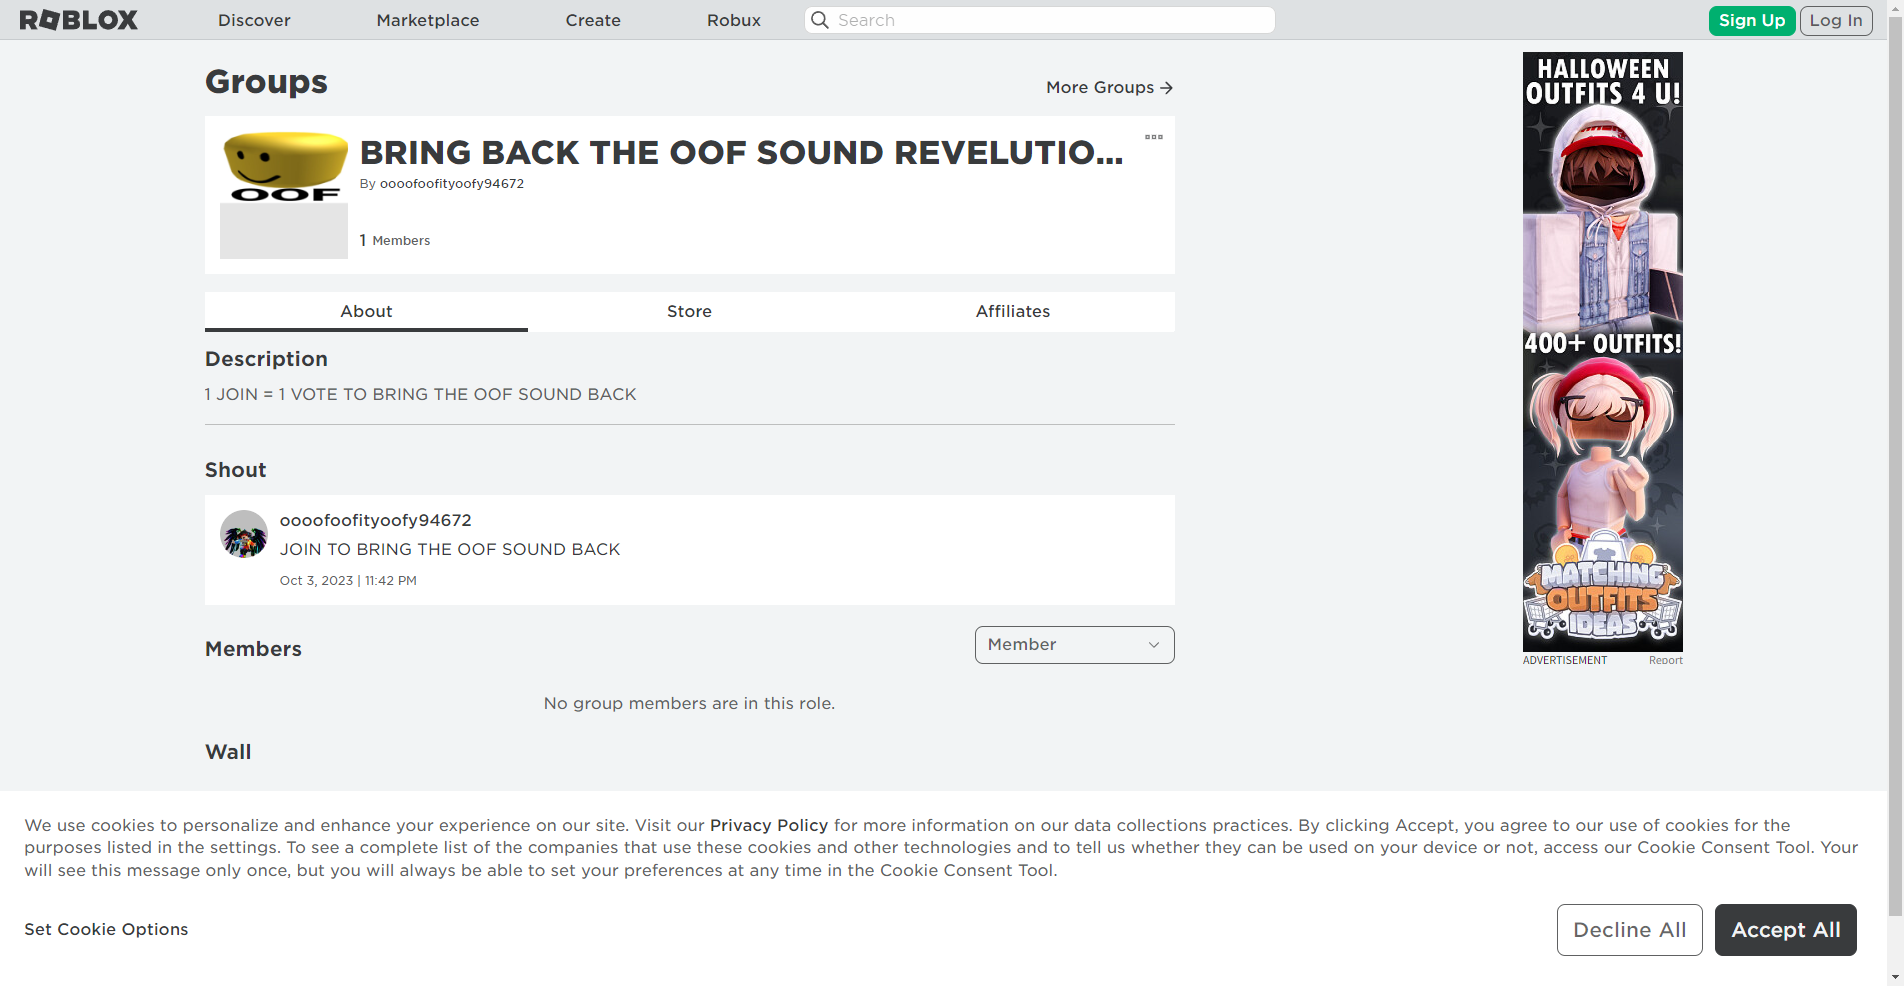 ROBLOX
Discover
Marketplace
Create
Robux
Search
Sign Up
Log In
Groups
More Groups →
OOF
BRING BACK THE OOF SOUND REVELUTIO...
By oooofoofityoofy94672
1 Members
About
Store
Affiliates
Description
1 JOIN = 1 VOTE TO BRING THE OOF SOUND BACK
Shout
oooofoofityoofy94672
JOIN TO BRING THE OOF SOUND BACK
Oct 3, 2023 | 11:42 PM
Members
Member
No group members are in this role.
Wall
HALLOWEEN
OUTFITS 4 U!
400+ OUTFITS!
MATCHING
OUTFITS
IDEAS
ADVERTISEMENT
Report
We use cookies to personalize and enhance your experience on our site. Visit our Privacy Policy for more information on our data collections practices. By clicking Accept, you agree to our use of cookies for the
purposes listed in the settings. To see a complete list of the companies that use these cookies and other technologies and to tell us whether they can be used on your device or not, access our Cookie Consent Tool. Your
will see this message only once, but you will always be able to set your preferences at any time in the Cookie Consent Tool.
Set Cookie Options
Decline All
Accept All